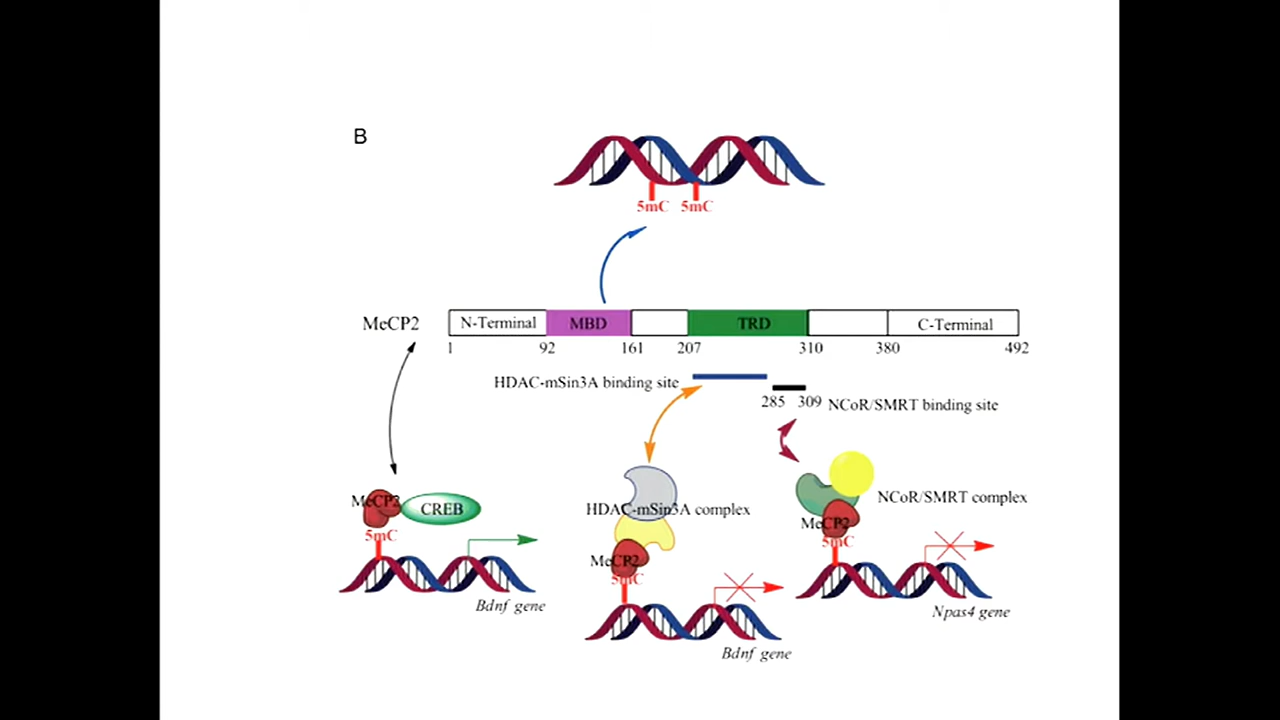 B
5mC 5mC
MeCP2
N-Terminal MBD TRD C-Terminal
1 92 161 207 310 380 492
HDAC-mSin3A binding site
285 309 NCoR/SMRT binding site
MeCP2 CREB
5mC
Bdnf gene
HDAC-mSin3A complex
MeCP2
5mC
Bdnf gene
NCoR/SMRT complex
MeCP2
5mC
Npas4 gene